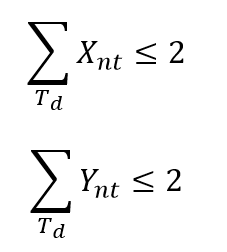 ∑_{T_d} X_{nt} ≤ 2
∑_{T_d} Y_{nt} ≤ 2